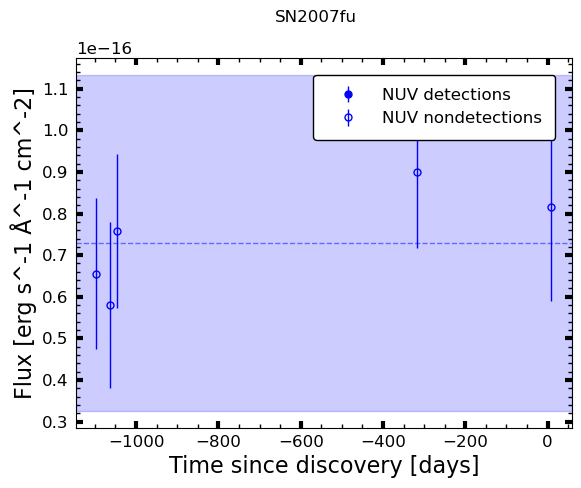 SN2007fu
1e−16
NUV detections
NUV nondetections
1.1
1.0
0.9
0.8
0.7
0.6
0.5
0.4
0.3
Flux [erg s^-1 Å^-1 cm^-2]
−1000 −800 −600 −400 −200 0
Time since discovery [days]